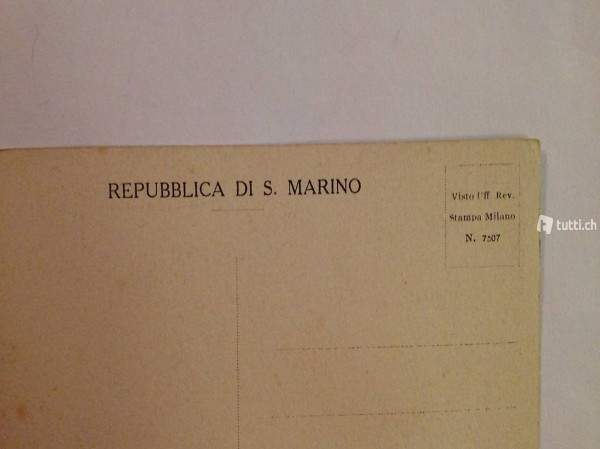 REPUBBLICA DI S. MARINO
Visto Uff. Rev.
Stampa Milano
N. 7507
tutti.ch